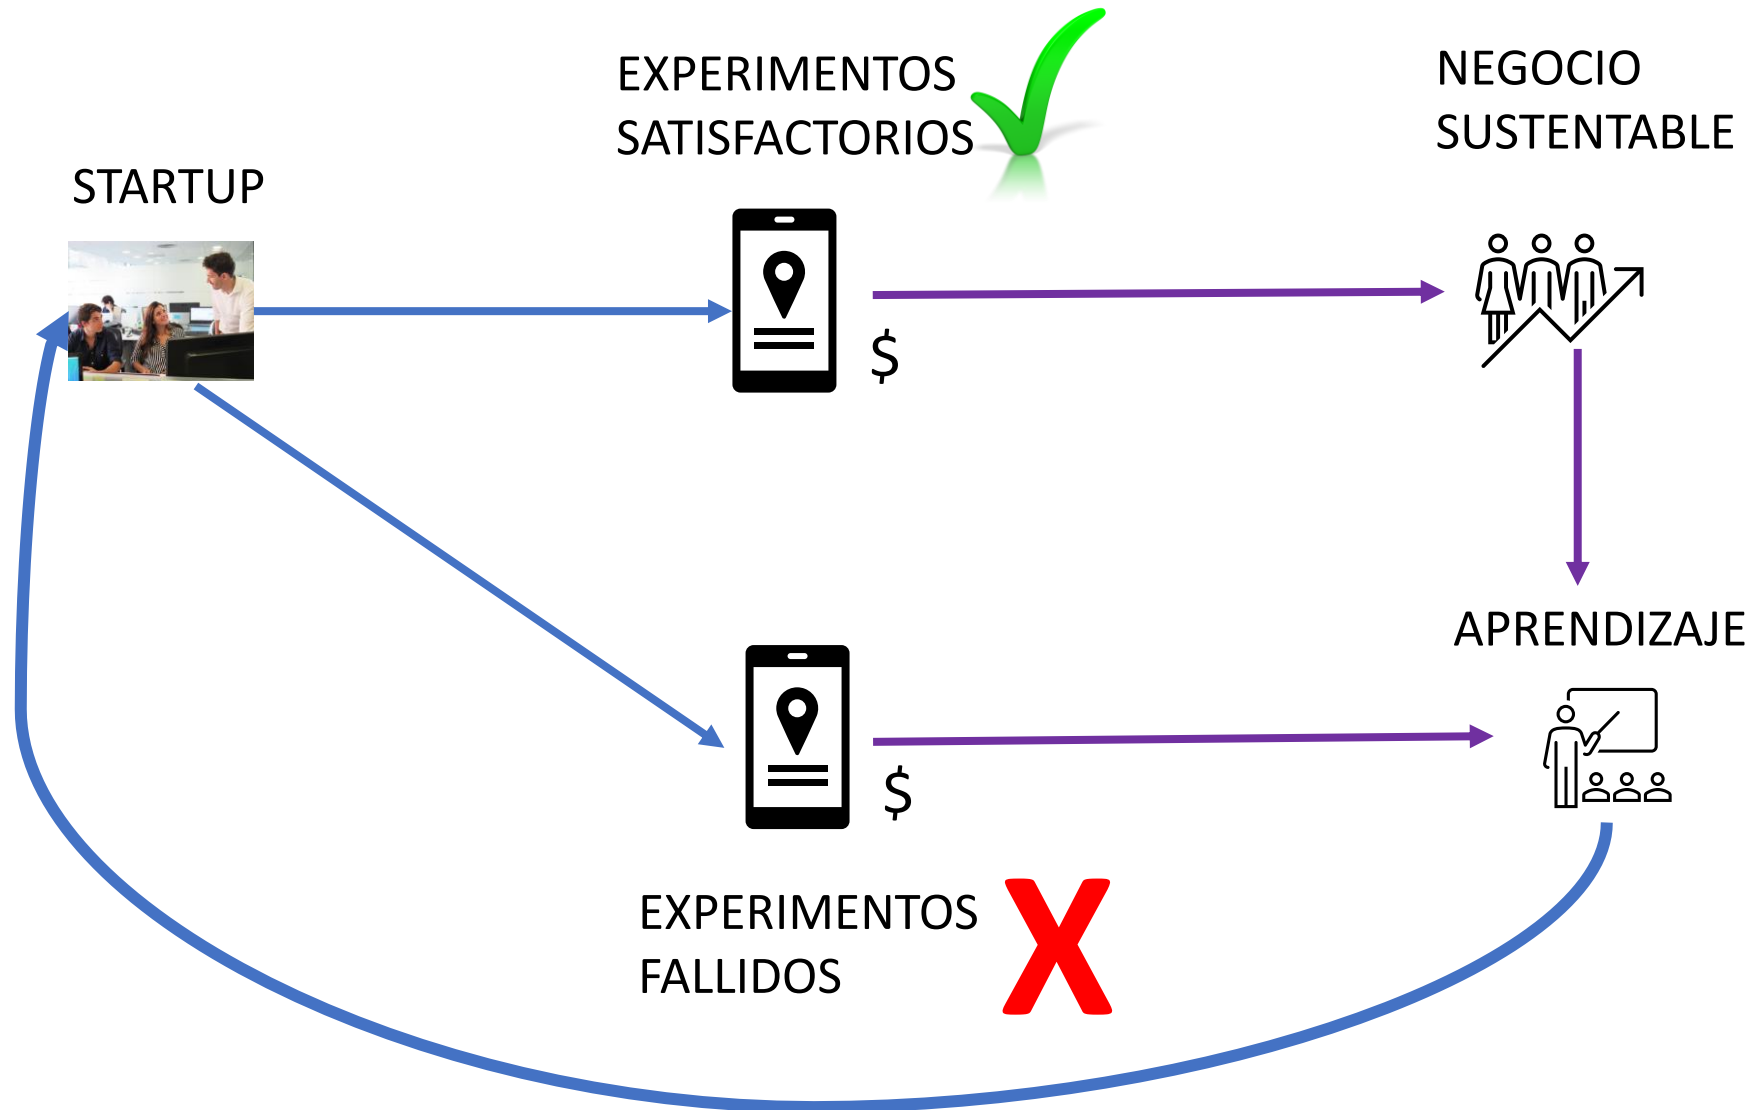 STARTUP
EXPERIMENTOS
SATISFACTORIOS
NEGOCIO
SUSTENTABLE
$
APRENDIZAJE
$
EXPERIMENTOS
FALLIDOS
X